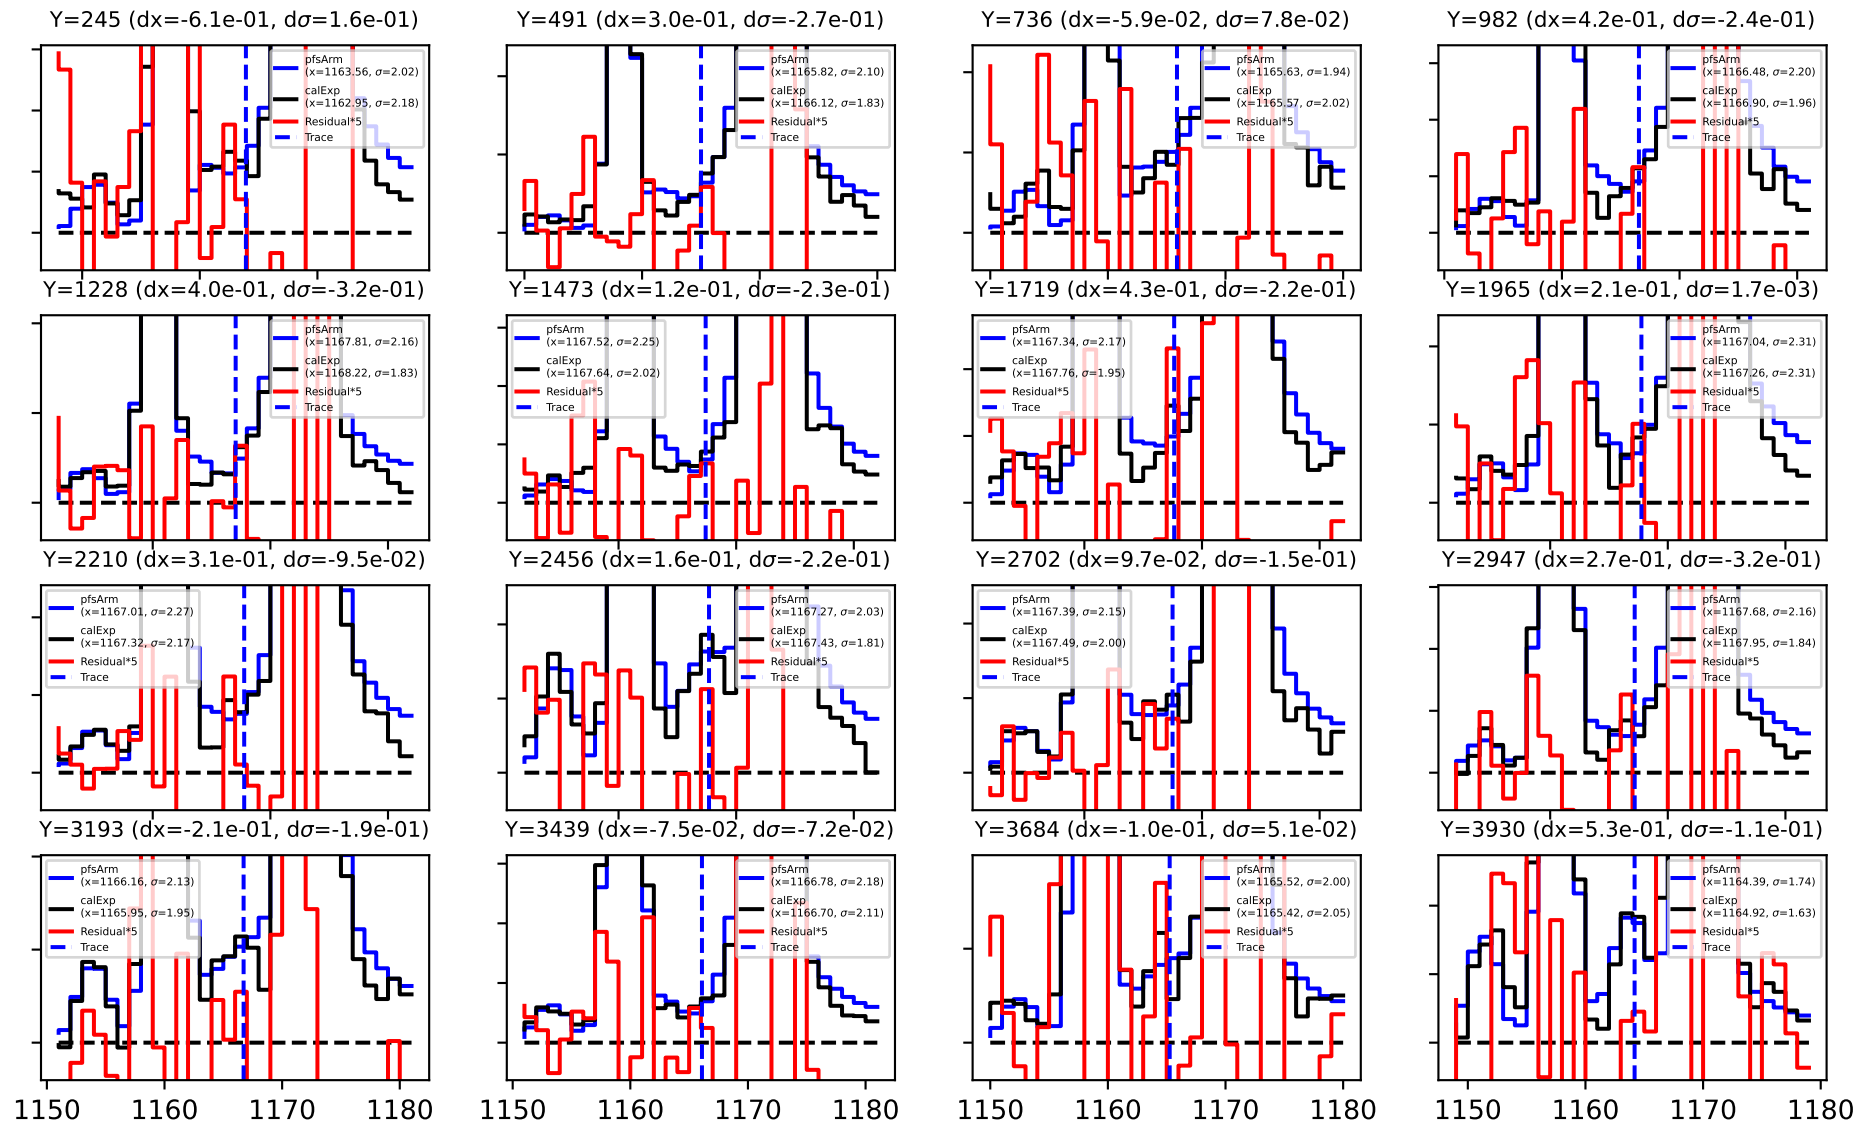 Y=245 (dx=-6.1e-01, dσ=1.6e-01)
pfsArm
(x=1163.56, σ=2.02)
calExp
(x=1162.95, σ=2.18)
Residual*5
Trace
Y=491 (dx=3.0e-01, dσ=-2.7e-01)
pfsArm
(x=1165.82, σ=2.10)
calExp
(x=1166.12, σ=1.83)
Residual*5
Trace
Y=736 (dx=-5.9e-02, dσ=7.8e-02)
pfsArm
(x=1165.63, σ=1.94)
calExp
(x=1165.57, σ=2.02)
Residual*5
Trace
Y=982 (dx=4.2e-01, dσ=-2.4e-01)
pfsArm
(x=1166.48, σ=2.20)
calExp
(x=1166.90, σ=1.96)
Residual*5
Trace
Y=1228 (dx=4.0e-01, dσ=-3.2e-01)
pfsArm
(x=1167.81, σ=2.16)
calExp
(x=1168.22, σ=1.83)
Residual*5
Trace
Y=1473 (dx=1.2e-01, dσ=-2.3e-01)
pfsArm
(x=1167.52, σ=2.25)
calExp
(x=1167.64, σ=2.02)
Residual*5
Trace
Y=1719 (dx=4.3e-01, dσ=-2.2e-01)
pfsArm
(x=1167.34, σ=2.17)
calExp
(x=1167.76, σ=1.95)
Residual*5
Trace
Y=1965 (dx=2.1e-01, dσ=1.7e-03)
pfsArm
(x=1167.04, σ=2.31)
calExp
(x=1167.26, σ=2.31)
Residual*5
Trace
Y=2210 (dx=3.1e-01, dσ=-9.5e-02)
pfsArm
(x=1167.01, σ=2.27)
calExp
(x=1167.32, σ=2.17)
Residual*5
Trace
Y=2456 (dx=1.6e-01, dσ=-2.2e-01)
pfsArm
(x=1167.27, σ=2.03)
calExp
(x=1167.43, σ=1.81)
Residual*5
Trace
Y=2702 (dx=9.7e-02, dσ=-1.5e-01)
pfsArm
(x=1167.39, σ=2.15)
calExp
(x=1167.49, σ=2.00)
Residual*5
Trace
Y=2947 (dx=2.7e-01, dσ=-3.2e-01)
pfsArm
(x=1167.68, σ=2.16)
calExp
(x=1167.95, σ=1.84)
Residual*5
Trace
Y=3193 (dx=-2.1e-01, dσ=-1.9e-01)
pfsArm
(x=1166.16, σ=2.13)
calExp
(x=1165.95, σ=1.95)
Residual*5
Trace
1150 1160 1170 1180
Y=3439 (dx=-7.5e-02, dσ=-7.2e-02)
pfsArm
(x=1166.78, σ=2.18)
calExp
(x=1166.70, σ=2.11)
Residual*5
Trace
1150 1160 1170 1180
Y=3684 (dx=-1.0e-01, dσ=5.1e-02)
pfsArm
(x=1165.52, σ=2.00)
calExp
(x=1165.42, σ=2.05)
Residual*5
Trace
1150 1160 1170 1180
Y=3930 (dx=5.3e-01, dσ=-1.1e-01)
pfsArm
(x=1164.39, σ=1.74)
calExp
(x=1164.92, σ=1.63)
Residual*5
Trace
1150 1160 1170 1180